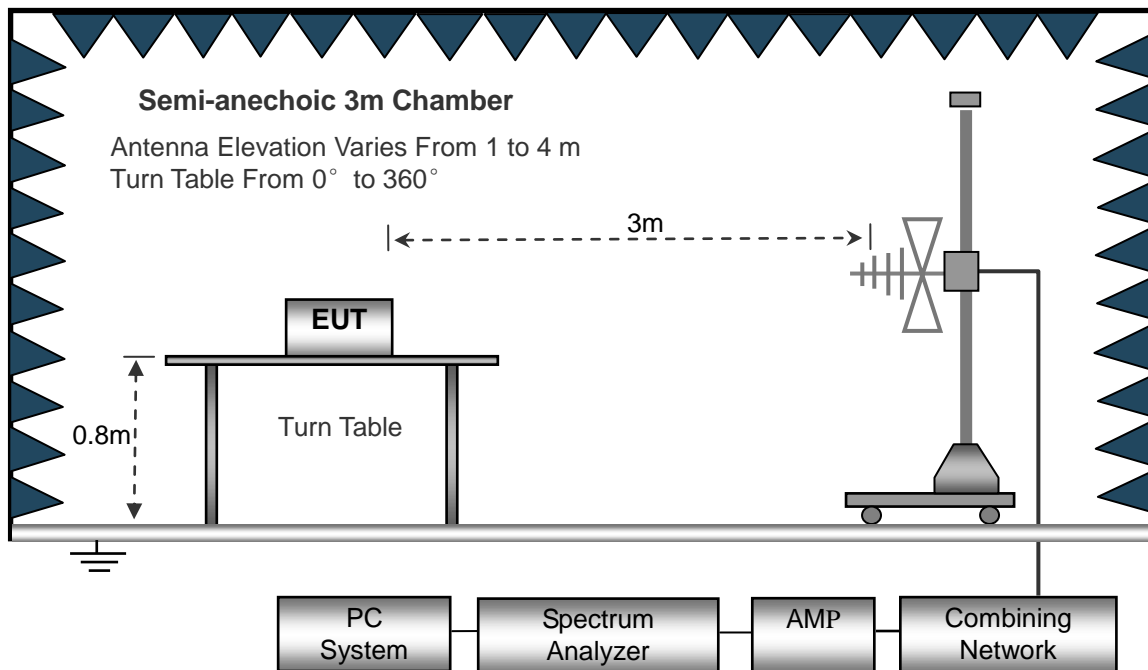 Semi-anechoic 3m Chamber
Antenna Elevation Varies From 1 to 4 m
Turn Table From 0° to 360°
3m
EUT
0.8m
Turn Table
PC
System
Spectrum
Analyzer
AMP
Combining
Network